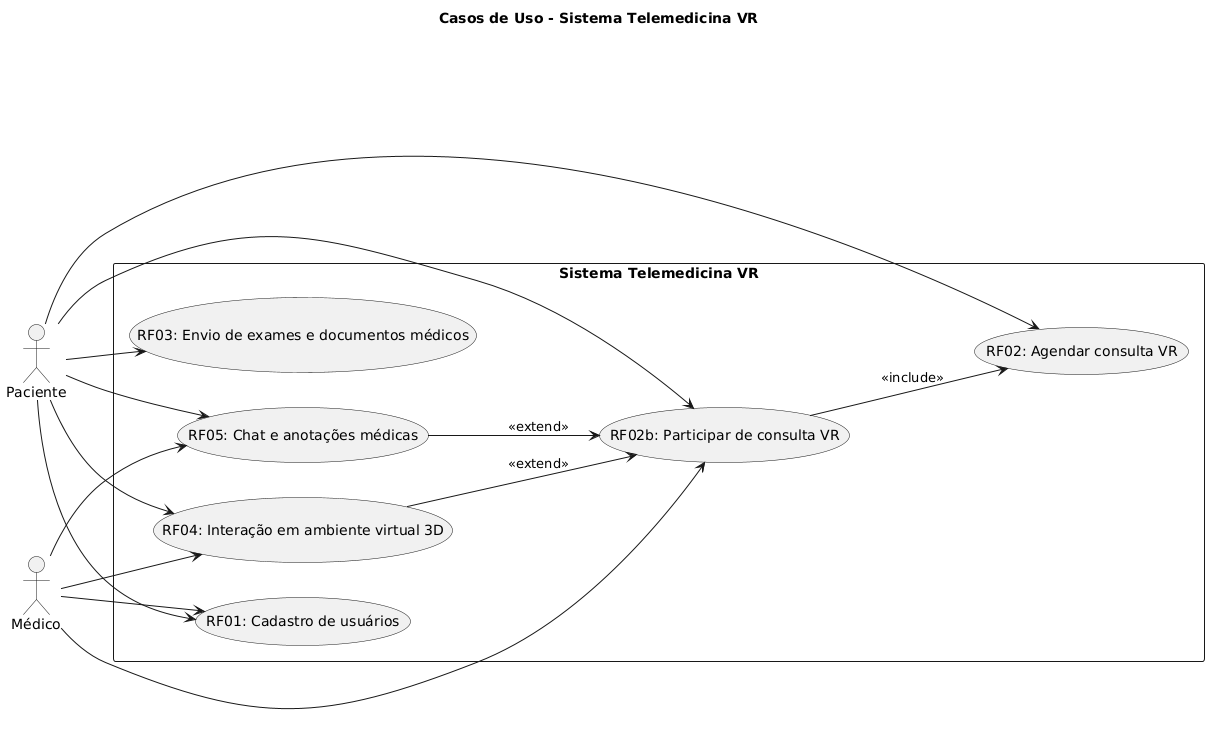 Casos de Uso - Sistema Telemedicina VR
Sistema Telemedicina VR
RF03: Envio de exames e documentos médicos
RF02: Agendar consulta VR
«include»
Paciente
RF05: Chat e anotações médicas
«extend»
RF02b: Participar de consulta VR
«extend»
RF04: Interação em ambiente virtual 3D
Médico
RF01: Cadastro de usuários